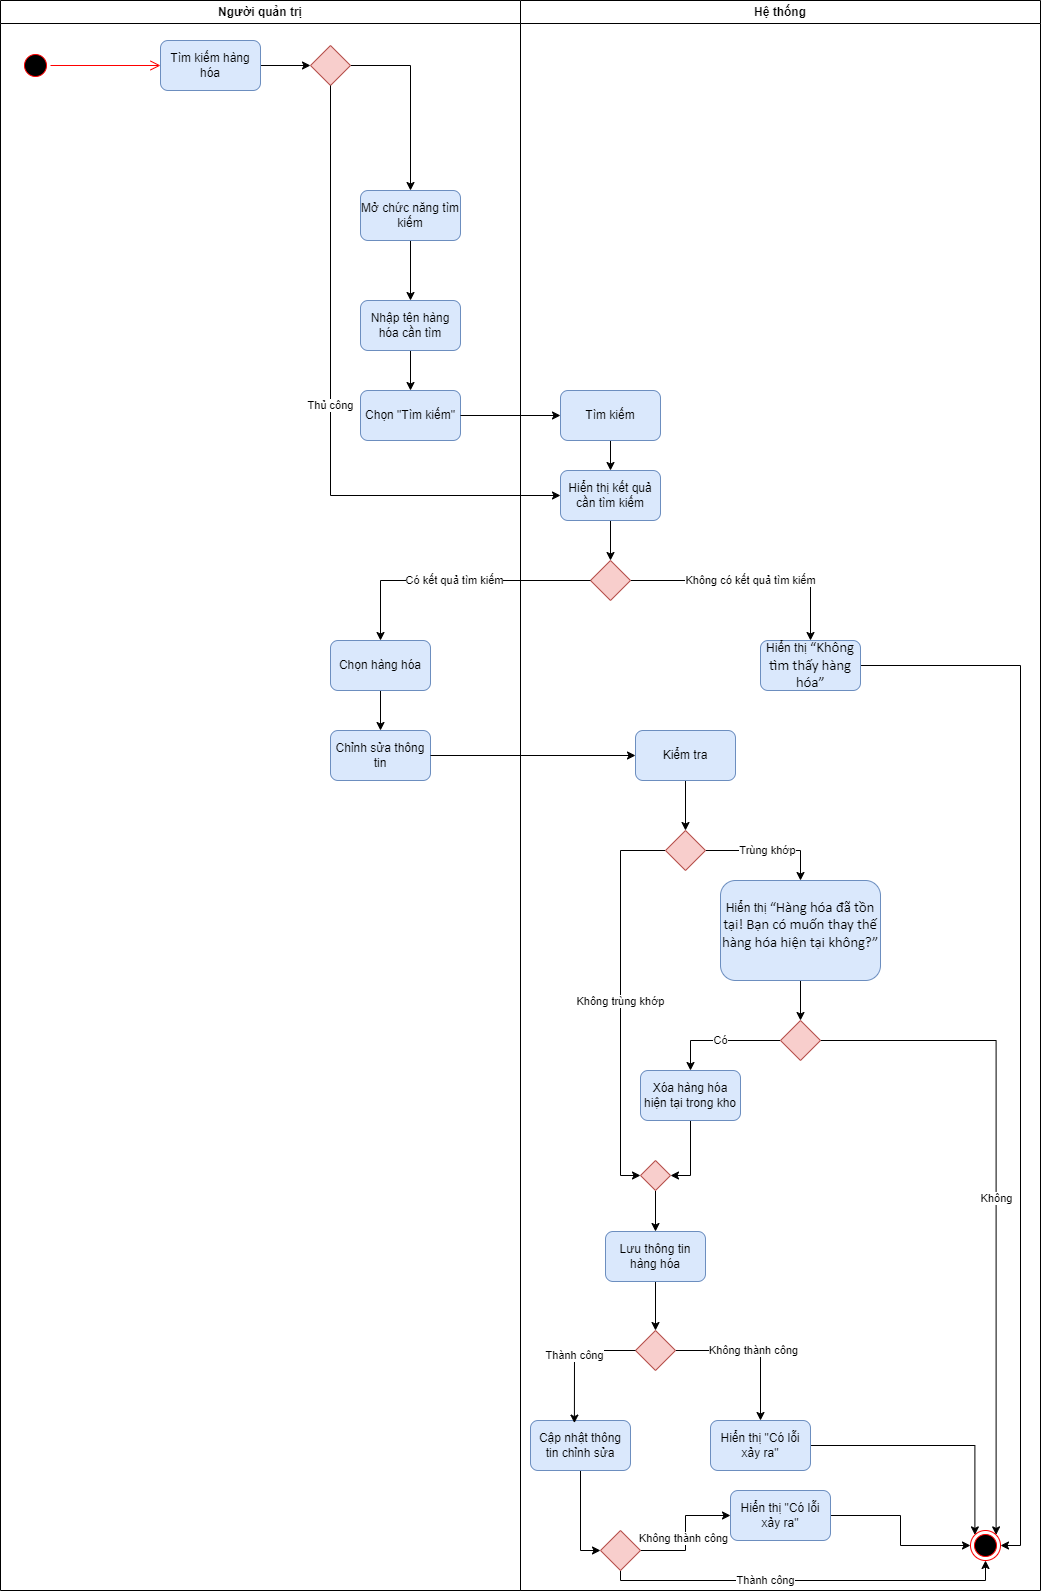 Người quản trị
Hệ thống
Tìm kiếm hàng
hóa
Mở chức năng tìm
kiếm
Nhập tên hàng
hóa cần tìm
Thủ công
Chọn "Tìm kiếm"
Tìm kiếm
Hiển thị kết quả
cần tìm kiếm
Có kết quả tìm kiếm
Không có kết quả tìm kiếm
Chọn hàng hóa
Hiển thị “Không
tìm thấy hàng
hóa”
Chỉnh sửa thông
tin
Kiểm tra
Trùng khớp
Hiển thị “Hàng hóa đã tồn
tại! Bạn có muốn thay thế
hàng hóa hiện tại không?”
Không trùng khớp
Có
Xóa hàng hóa
hiện tại trong kho
Không
Lưu thông tin
hàng hóa
Thành công
Không thành công
Cập nhật thông
tin chỉnh sửa
Hiển thị "Có lỗi
xảy ra"
Hiển thị "Có lỗi
xảy ra"
Không thành công
Thành công